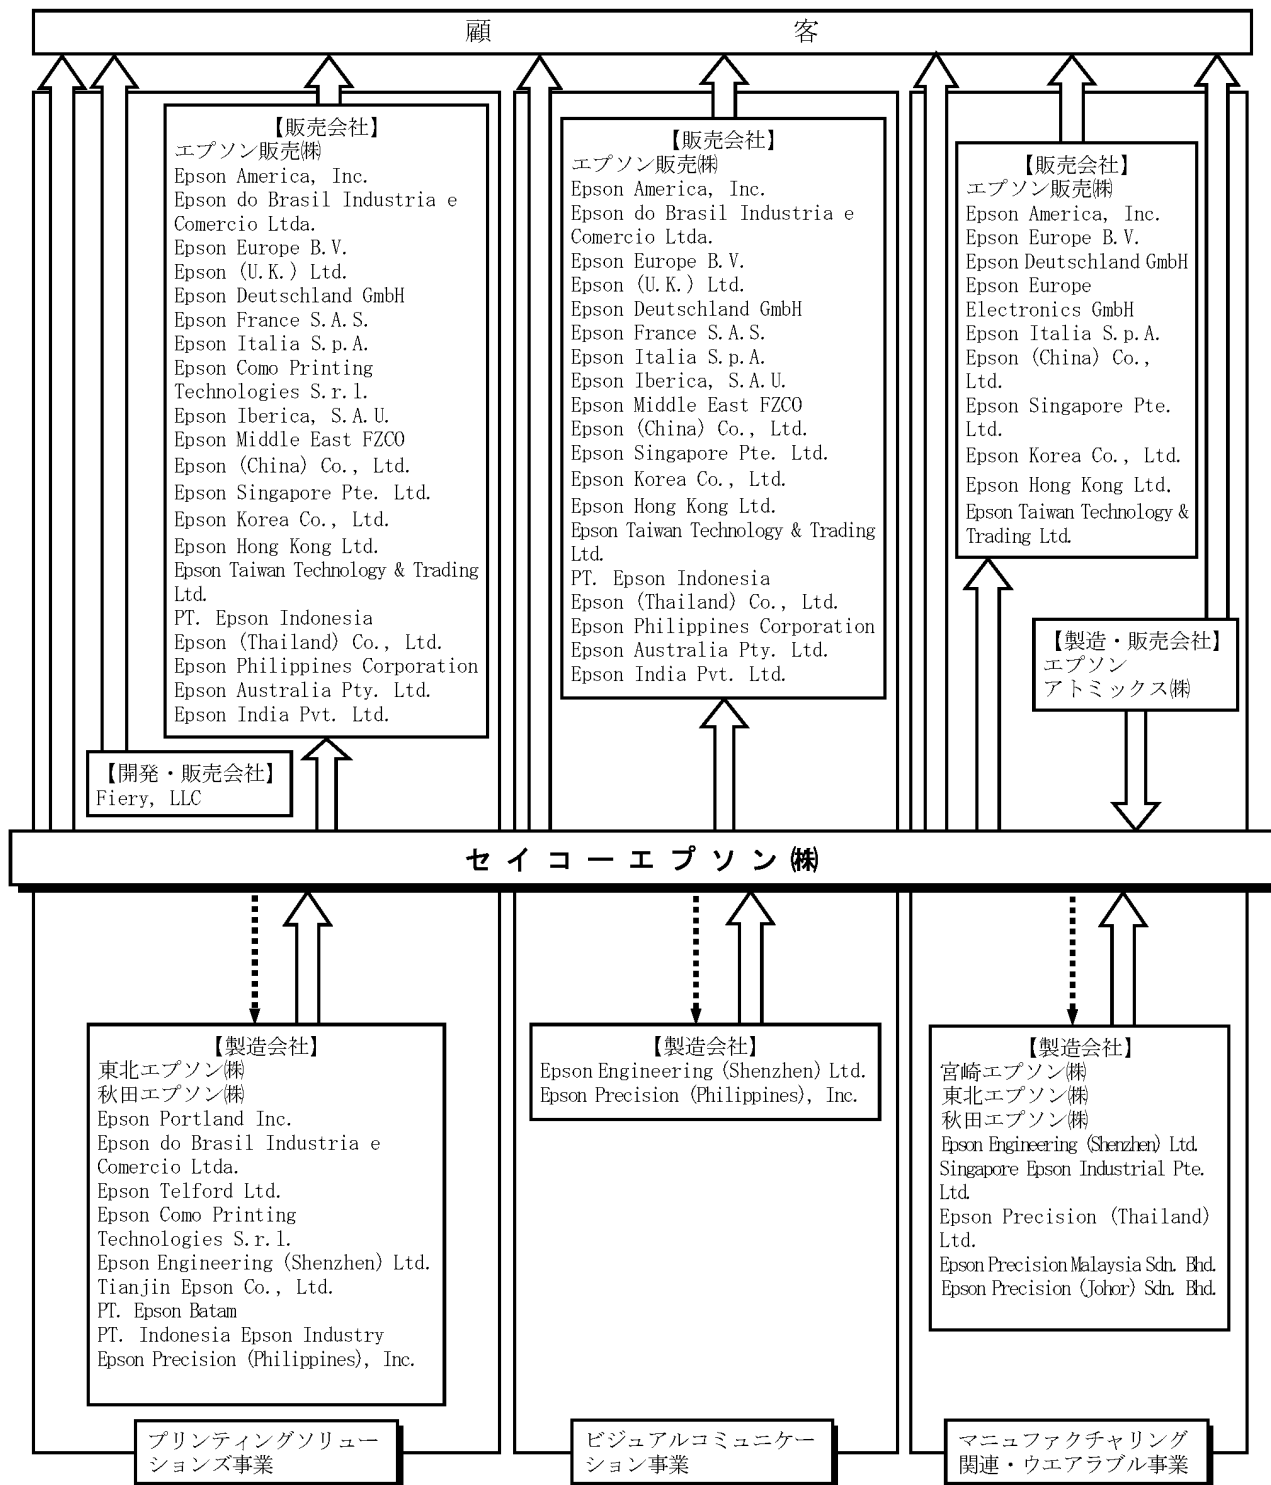 顧 客
【販売会社】
エプソン販売㈱
Epson America, Inc.
Epson do Brasil Industria e
Comercio Ltda.
Epson Europe B.V.
Epson (U.K.) Ltd.
Epson Deutschland GmbH
Epson France S.A.S.
Epson Italia S.p.A.
Epson Como Printing
Technologies S.r.l.
Epson Iberica, S.A.U.
Epson Middle East FZCO
Epson (China) Co., Ltd.
Epson Singapore Pte. Ltd.
Epson Korea Co., Ltd.
Epson Hong Kong Ltd.
Epson Taiwan Technology & Trading
Ltd.
PT. Epson Indonesia
Epson (Thailand) Co., Ltd.
Epson Philippines Corporation
Epson Australia Pty. Ltd.
Epson India Pvt. Ltd.
【開発・販売会社】
Fiery, LLC
【販売会社】
エプソン販売㈱
Epson America, Inc.
Epson do Brasil Industria e
Comercio Ltda.
Epson Europe B.V.
Epson (U.K.) Ltd.
Epson Deutschland GmbH
Epson France S.A.S.
Epson Italia S.p.A.
Epson Iberica, S.A.U.
Epson Middle East FZCO
Epson (China) Co., Ltd.
Epson Singapore Pte. Ltd.
Epson Korea Co., Ltd.
Epson Hong Kong Ltd.
Epson Taiwan Technology & Trading
Ltd.
PT. Epson Indonesia
Epson (Thailand) Co., Ltd.
Epson Philippines Corporation
Epson Australia Pty. Ltd.
Epson India Pvt. Ltd.
【販売会社】
エプソン販売㈱
Epson America, Inc.
Epson Europe B.V.
Epson Deutschland GmbH
Epson Europe
Electronics GmbH
Epson Italia S.p.A.
Epson (China) Co.,
Ltd.
Epson Singapore Pte.
Ltd.
Epson Korea Co., Ltd.
Epson Hong Kong Ltd.
Epson Taiwan Technology &
Trading Ltd.
【製造・販売会社】
エプソン
アトミックス㈱
セイコーエプソン㈱
【製造会社】
東北エプソン㈱
秋田エプソン㈱
Epson Portland Inc.
Epson do Brasil Industria e
Comercio Ltda.
Epson Telford Ltd.
Epson Como Printing
Technologies S.r.l.
Epson Engineering (Shenzhen) Ltd.
Tianjin Epson Co., Ltd.
PT. Epson Batam
PT. Indonesia Epson Industry
Epson Precision (Philippines), Inc.
【製造会社】
Epson Engineering (Shenzhen) Ltd.
Epson Precision (Philippines), Inc.
【製造会社】
宮崎エプソン㈱
東北エプソン㈱
秋田エプソン㈱
Epson Engineering (Shenzhen) Ltd.
Singapore Epson Industrial Pte.
Ltd.
Epson Precision (Thailand)
Ltd.
Epson Precision Malaysia Sdn. Bhd.
Epson Precision (Johor) Sdn. Bhd.
プリンティングソリュー
ションズ事業
ビジュアルコミュニケー
ション事業
マニュファクチャリング
関連・ウエアラブル事業